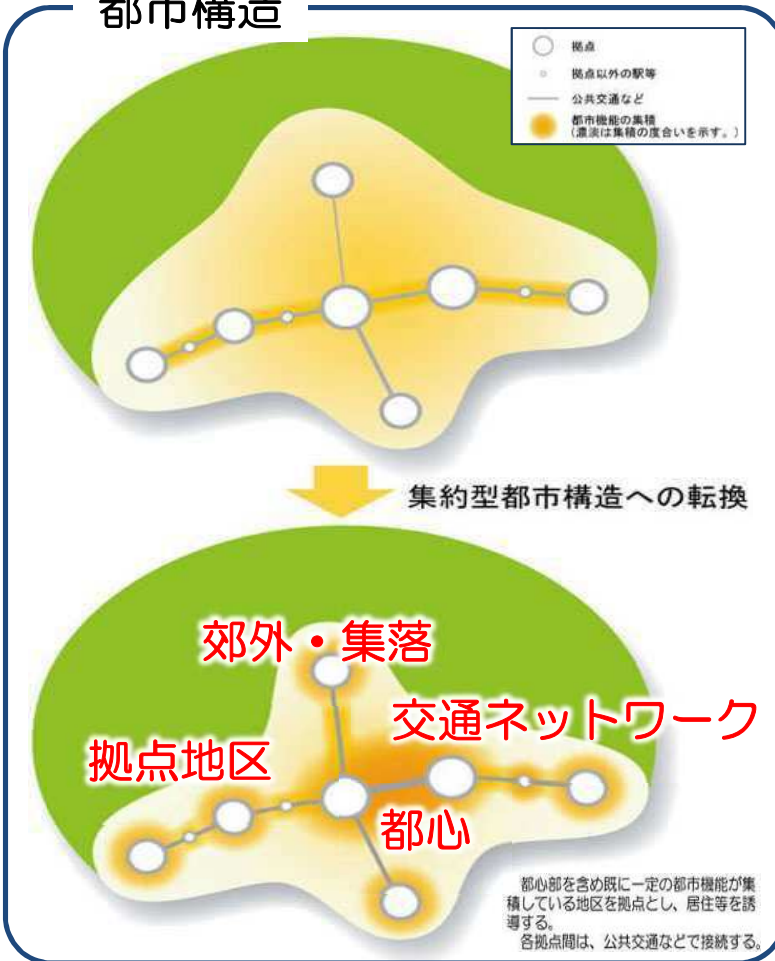 都市構造
拠点
拠点以外の駅等
公共交通など
都市機能の集積
(濃淡は集積の度合いを示す。)
集約型都市構造への転換
郊外・集落
交通ネットワーク
拠点地区
都心
都心部を含め既に一定の都市機能が集
積している地区を拠点とし、居住等を誘
導する。
各拠点間は、公共交通などで接続する。